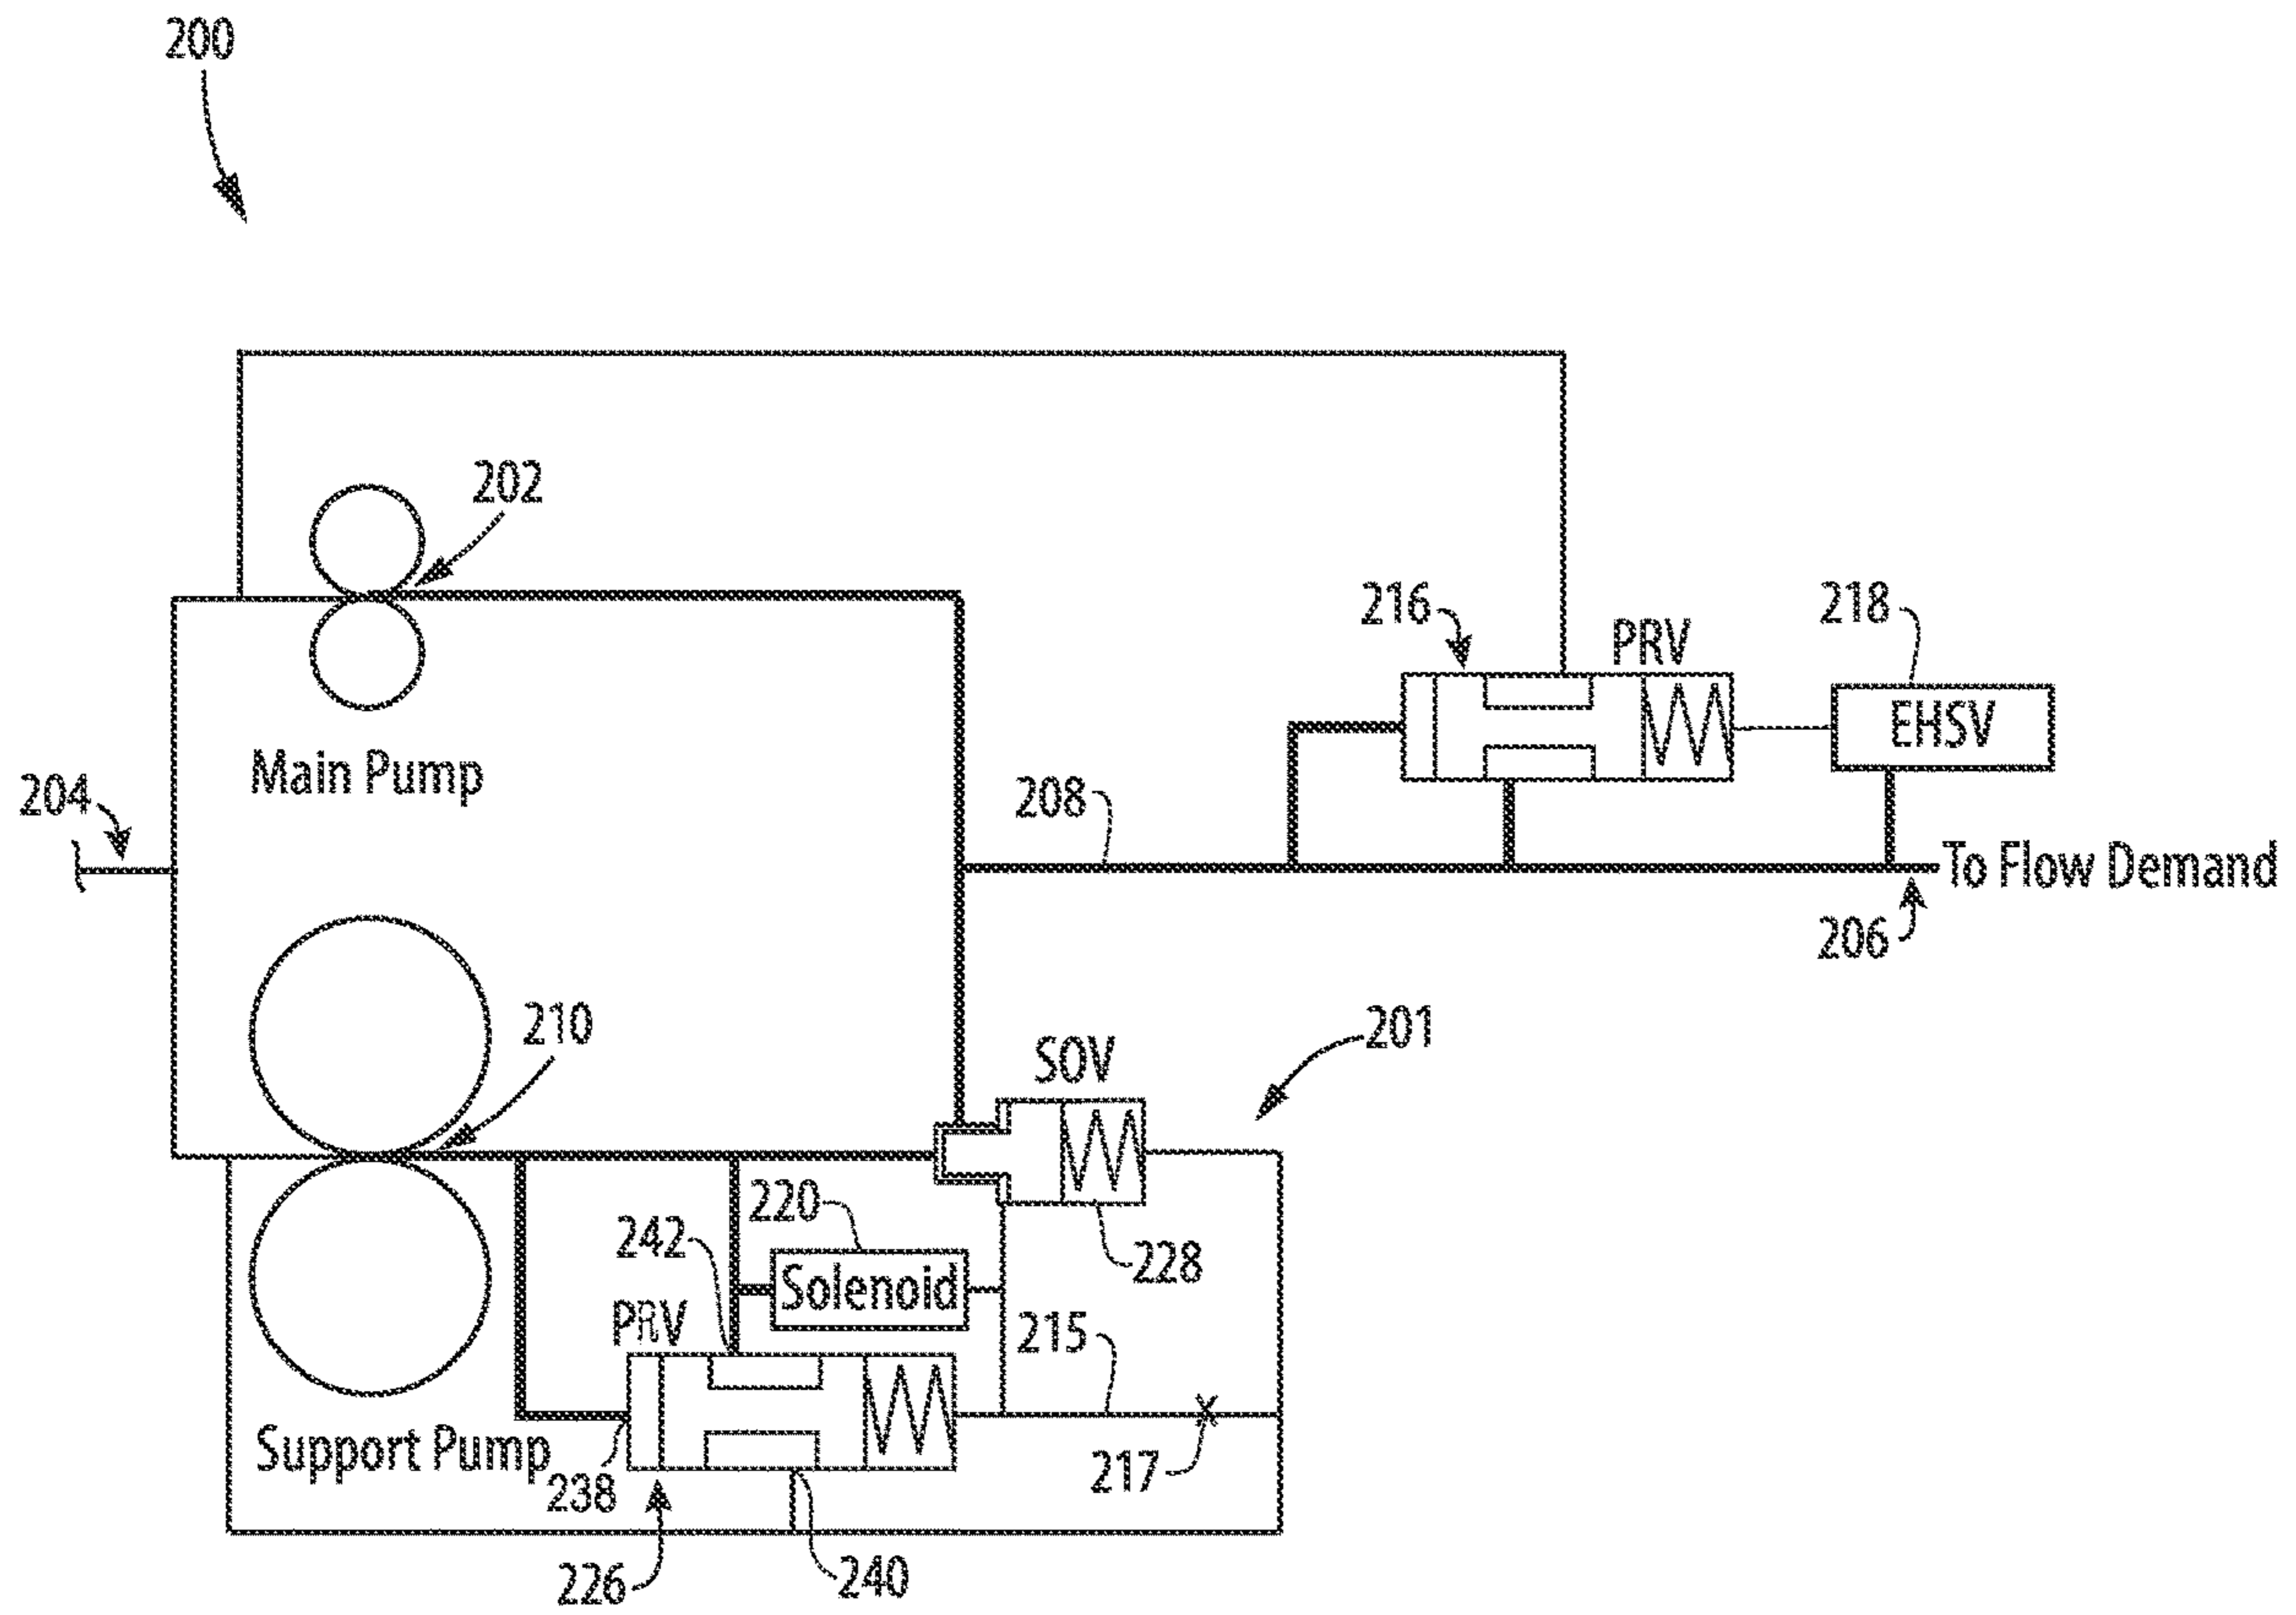 200
202
216
PRV
218
EHSV
Main Pump
204
208
To Flow Demand
206
210
201
SOV
220
242
Solenoid
228
PRV
215
Support Pump
238
217
226
240